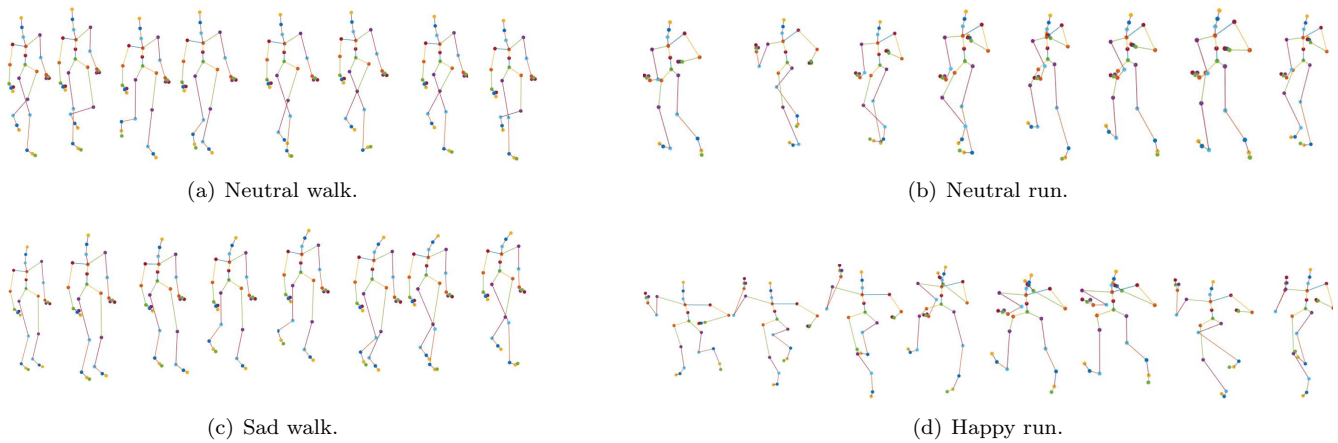 (a) Neutral walk.
(b) Neutral run.
(c) Sad walk.
(d) Happy run.